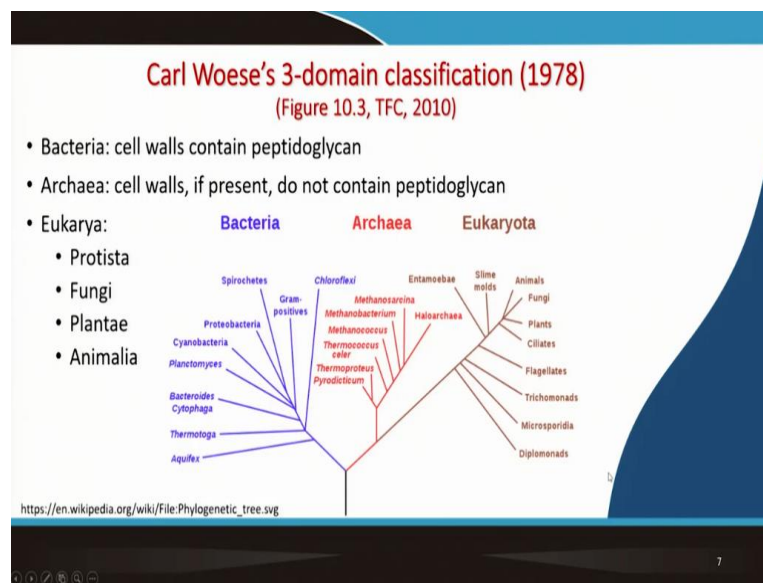 Carl Woese's 3-domain classification (1978)
(Figure 10.3, TFC, 2010)
• Bacteria: cell walls contain peptidoglycan
• Archaea: cell walls, if present, do not contain peptidoglycan
• Eukarya:
• Protista
• Fungi
• Plantae
• Animalia
Bacteria Archaea Eukaryota
Spirochetes
Chloroflexi
Gram-
positives
Proteobacteria
Cyanobacteria
Planctomyces
Bacteroides
Cytophaga
Thermotoga
Aquifex
Methanosarcina
Methanobacterium
Haloarchaea
Methanococcus
Thermococcus
celer
Thermoproteus
Pyrodicticum
Entamoebae
Slime
molds
Animals
Fungi
Plants
Ciliates
Flagellates
Trichomonads
Microsporidia
Diplomonads
https://en.wikipedia.org/wiki/File:Phylogenetic_tree.svg
7